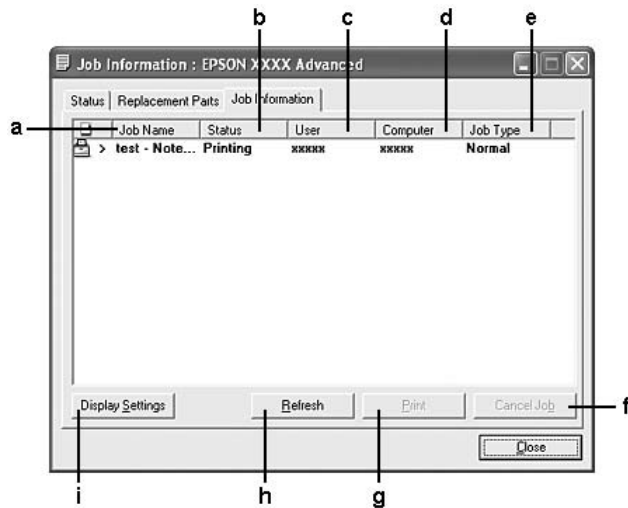 b c d e
Job Information : EPSON XXXX Advanced
Status Replacement Parts Job Information
a Job Name Status User Computer Job Type
> test - Note... Printing xxxxx xxxxx Normal
Display Settings Refresh Print Cancel Job f
Close
i h g